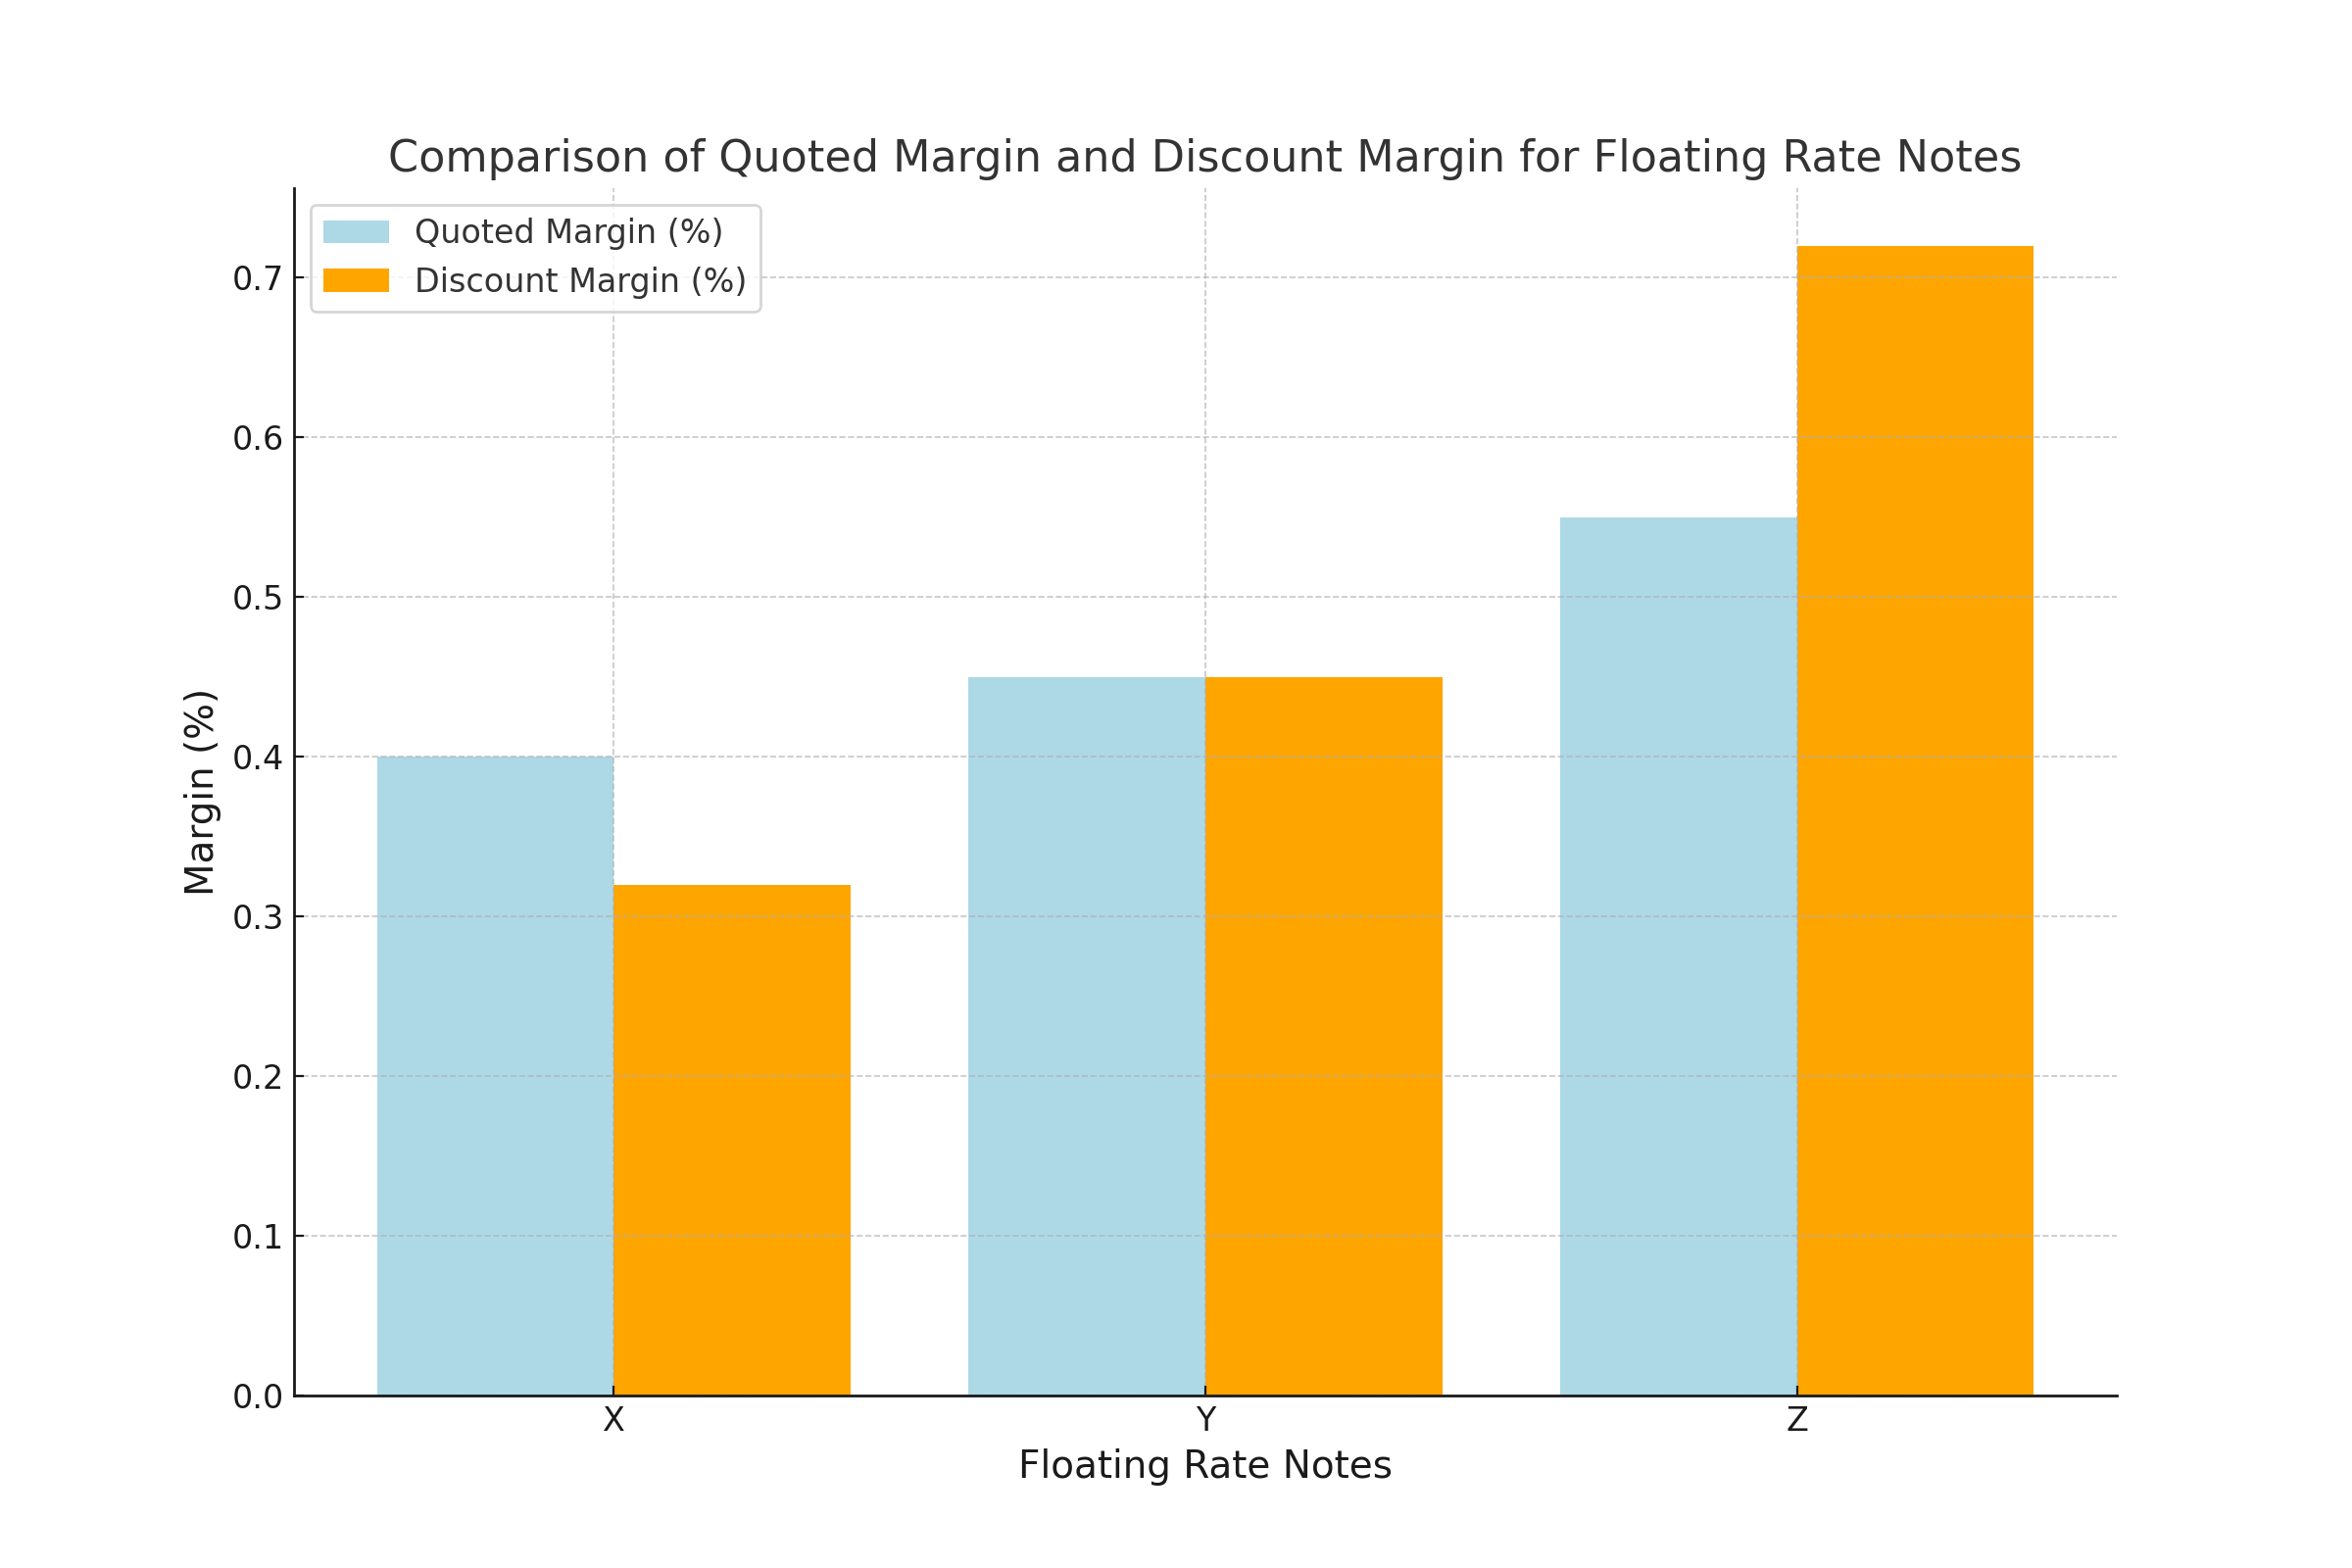 Comparison of Quoted Margin and Discount Margin for Floating Rate Notes
Quoted Margin (%)
Discount Margin (%)
Margin (%)
0.7
0.6
0.5
0.4
0.3
0.2
0.1
0.0
X Y Z
Floating Rate Notes